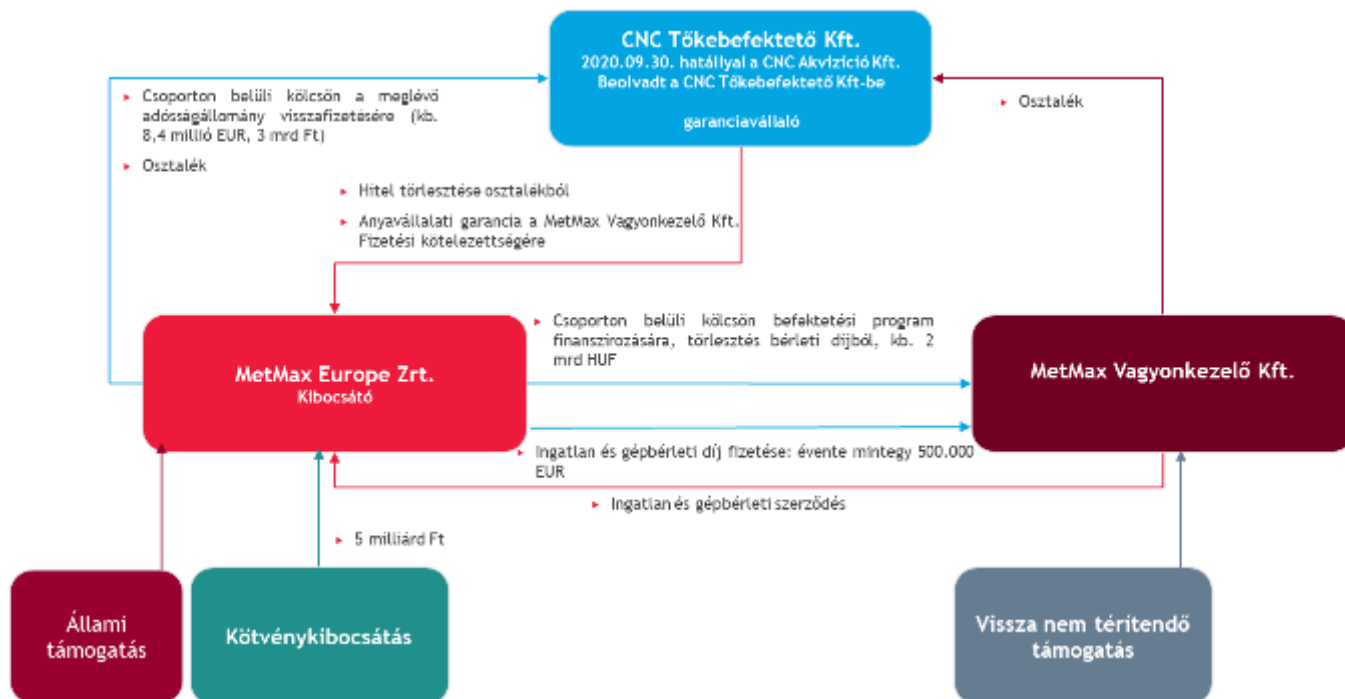 CNC Tőkebefektető Kft.
2020.09.30. hatállyal a CNC Akvizíció Kft.
Beolvadt a CNC Tőkebefektető Kft-be
garanciavállaló
▸ Csoporton belüli kölcsön a meglévő
adósságállomány visszafizetésére (kb.
8,4 millió EUR, 3 mrd Ft)
▸ Osztalék
▸ Osztalék
▸ Hitel törlesztése osztalékból
▸ Anyavállalati garancia a MetMax Vagyonkezelő Kft.
Fizetési kötelezettségére
MetMax Europe Zrt.
Kibocsátó
▸ Csoporton belüli kölcsön befektetési program
finanszírozására, törlesztés bérleti díjból, kb. 2
mrd HUF
MetMax Vagyonkezelő Kft.
▸ Ingatlan és gépbérleti díj fizetése: évente mintegy 500.000
EUR
▸ Ingatlan és gépbérleti szerződés
▸ 5 milliárd Ft
Állami
támogatás
Kötvénykibocsátás
Vissza nem térítendő
támogatás